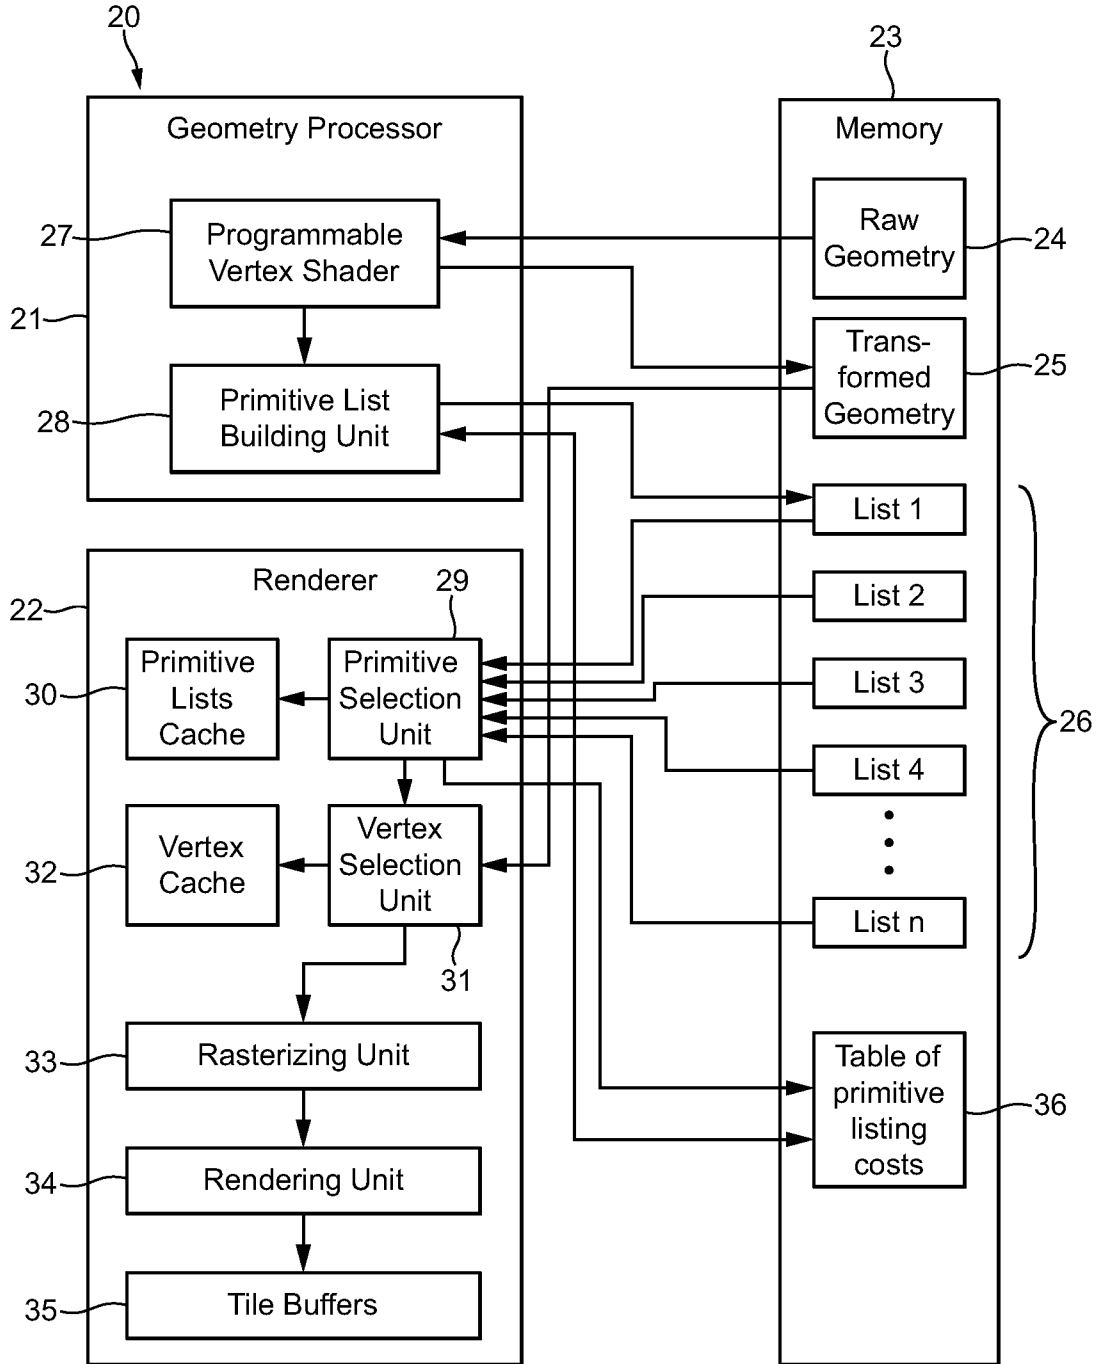 20
23
Geometry Processor
Memory
27
Programmable
Vertex Shader
Raw
Geometry
24
21
Trans-
formed
Geometry
25
28
Primitive List
Building Unit
List 1
Renderer
29
22
List 2
30
Primitive
Lists
Cache
Primitive
Selection
Unit
List 3
26
List 4
32
Vertex
Cache
Vertex
Selection
Unit
List n
31
33
Rasterizing Unit
Table of
primitive
listing
costs
36
34
Rendering Unit
35
Tile Buffers